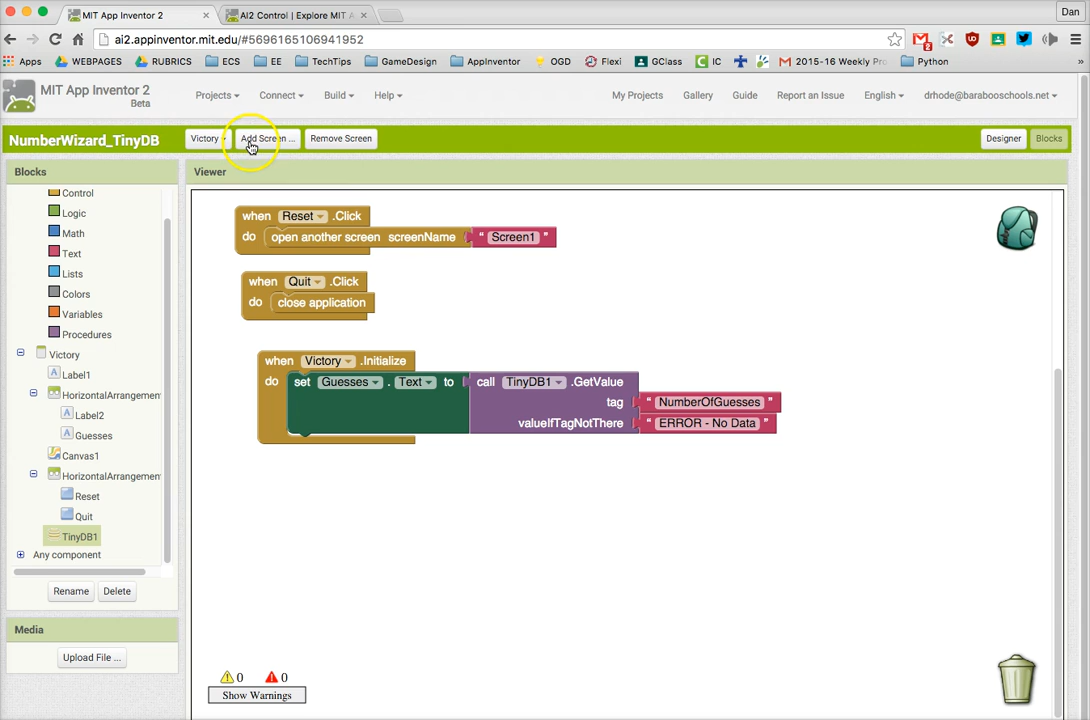 MIT App Inventor 2
AI2 Control | Explore MIT A
Dan
ai2.appinventor.mit.edu/#5696165106941952
2
Apps WEBPAGES RUBRICS ECS EE TechTips GameDesign AppInventor OGD Flexi GClass IC 2015-16 Weekly Pro Python »
MIT App Inventor 2
Beta
Projects Connect Build Help My Projects Gallery Guide Report an Issue English drhode@barabooschools.net
NumberWizard_TinyDB Victory Add Screen ... Remove Screen Designer Blocks
Blocks
Viewer
Control
Logic
Math
Text
Lists
Colors
Variables
Procedures
Victory
Label1
HorizontalArrangemen
Label2
Guesses
Canvas1
HorizontalArrangemen
Reset
Quit
TinyDB1
Any component
Rename Delete
Media
Upload File ...
when Reset .Click
do open another screen screenName " Screen1 "
when Quit .Click
do close application
when Victory .Initialize
do set Guesses . Text to call TinyDB1 .GetValue
tag " NumberOfGuesses "
valueIfTagNotThere " ERROR - No Data "
0 0
Show Warnings